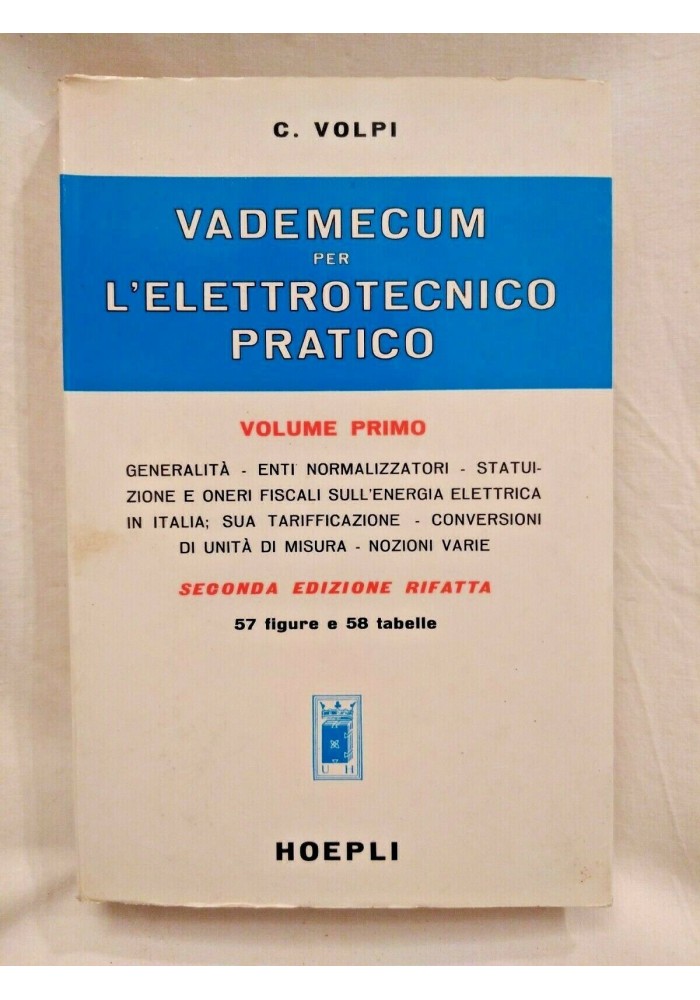 C. VOLPI
VADEMECUM
PER
L'ELETTROTECNICO
PRATICO
VOLUME PRIMO
GENERALITÀ - ENTI NORMALIZZATORI - STATUI-
ZIONE E ONERI FISCALI SULL'ENERGIA ELETTRICA
IN ITALIA; SUA TARIFFICAZIONE - CONVERSIONI
DI UNITÀ DI MISURA - NOZIONI VARIE
SECONDA EDIZIONE RIFATTA
57 figure e 58 tabelle
U H
HOEPLI